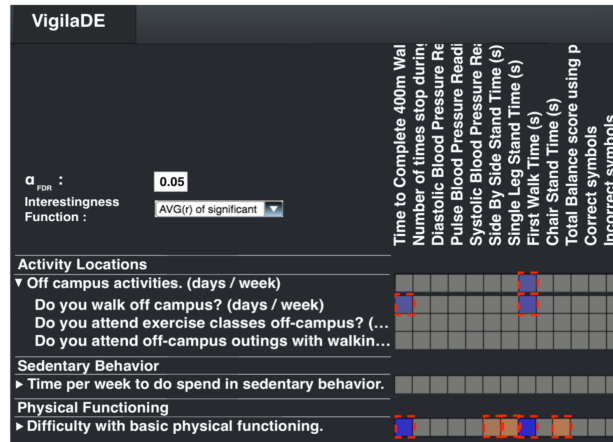 VigilaDE
Time to Complete 400m Wal
Number of times stop during
Diastolic Blood Pressure Re
Pulse Blood Pressure Readi
Systolic Blood Pressure Rea
Side By Side Stand Time (s)
Single Leg Stand Time (s)
First Walk Time (s)
Chair Stand Time (s)
Total Balance score using p
Correct symbols
Incorrect symbols
α FDR :
0.05
Interestingness
Function :
AVG(r) of significant
Activity Locations
▼ Off campus activities. (days / week)
Do you walk off campus? (days / week)
Do you attend exercise classes off-campus? (...
Do you attend off-campus outings with walkin...
Sedentary Behavior
► Time per week to do spend in sedentary behavior.
Physical Functioning
► Difficulty with basic physical functioning.